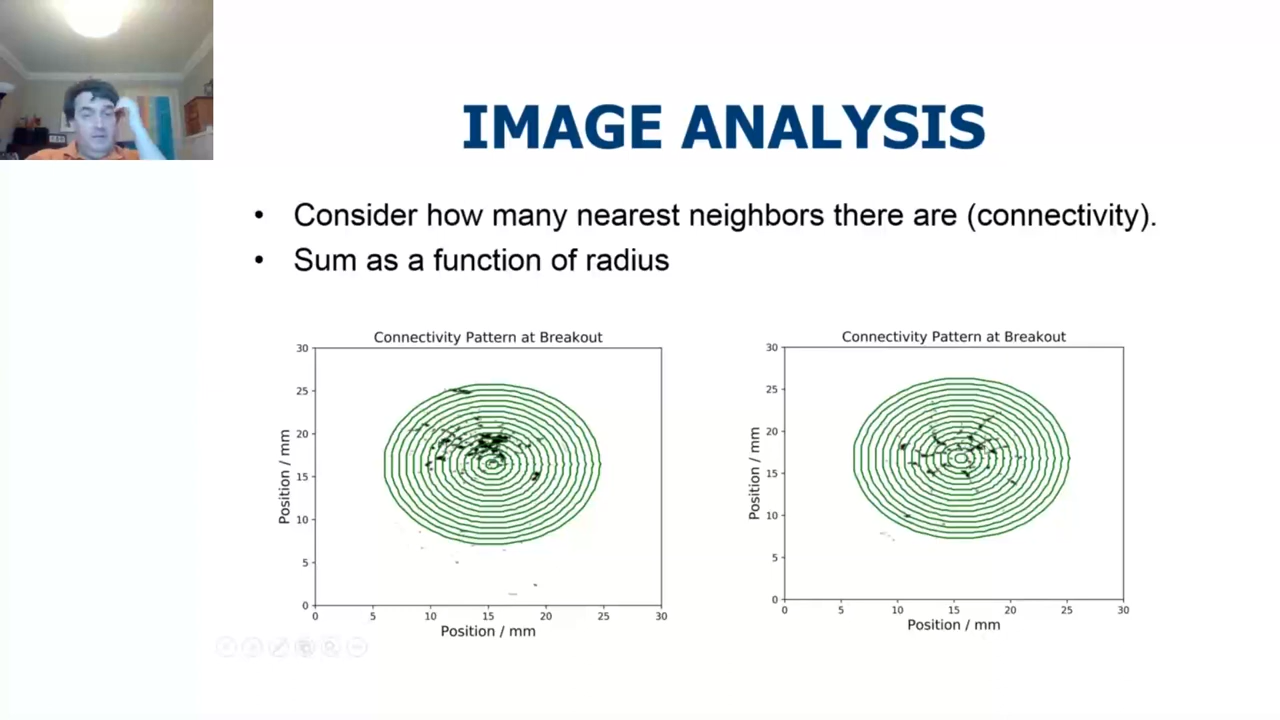 IMAGE ANALYSIS
• Consider how many nearest neighbors there are (connectivity).
• Sum as a function of radius
Connectivity Pattern at Breakout
30
25
20
15
10
5
0
Position / mm
0 5 10 15 20 25 30
Position / mm
Connectivity Pattern at Breakout
30
25
20
15
10
5
0
Position / mm
0 5 10 15 20 25 30
Position / mm